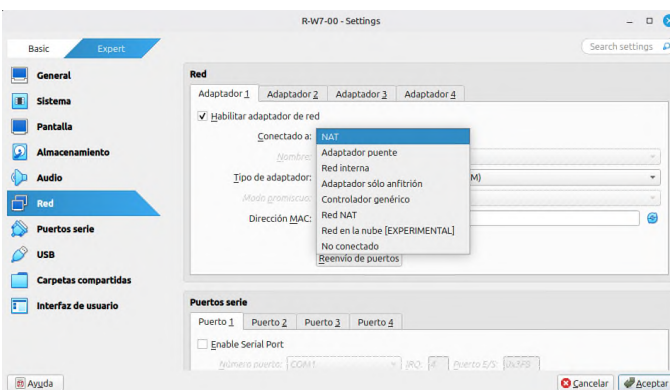 R-W7-00 - Settings
Basic
Expert
Search settings
General
Sistema
Pantalla
Almacenamiento
Audio
Red
Puertos serie
USB
Carpetas compartidas
Interfaz de usuario
Red
Adaptador 1
Adaptador 2
Adaptador 3
Adaptador 4
Habilitar adaptador de red
Conectado a:
NAT
Adaptador puente
Red interna
Adaptador sólo anfitrión
Controlador genérico
Red NAT
Red en la nube [EXPERIMENTAL]
No conectado
Nombre:
Tipo de adaptador:
M)
Modo promiscuo:
Dirección MAC:
Reenvío de puertos
Puertos serie
Puerto 1
Puerto 2
Puerto 3
Puerto 4
Enable Serial Port
Número puerto: COM1 IRQ: 4 Puerto E/S: 0x3F8
Ayuda
Cancelar
Aceptar